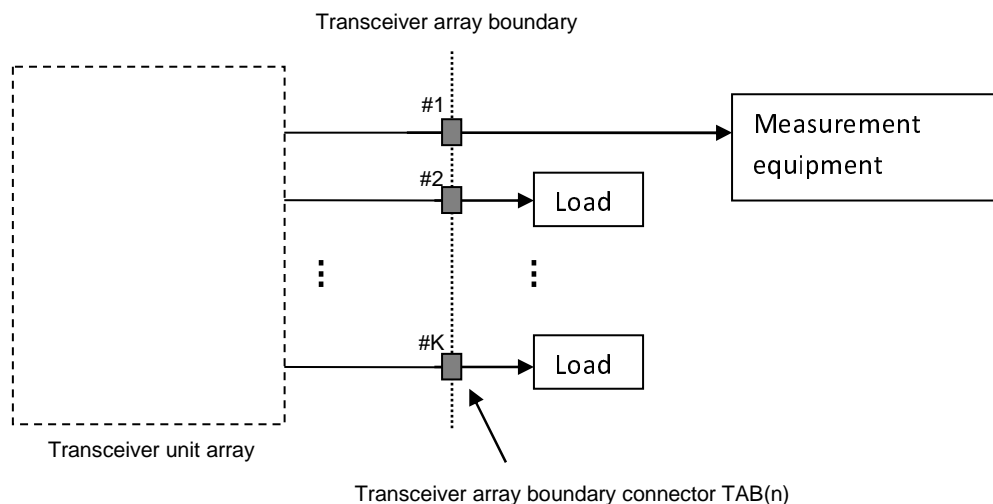 Transceiver array boundary
#1
Measurement
equipment
#2
Load
#K
Load
Transceiver unit array
Transceiver array boundary connector TAB(n)